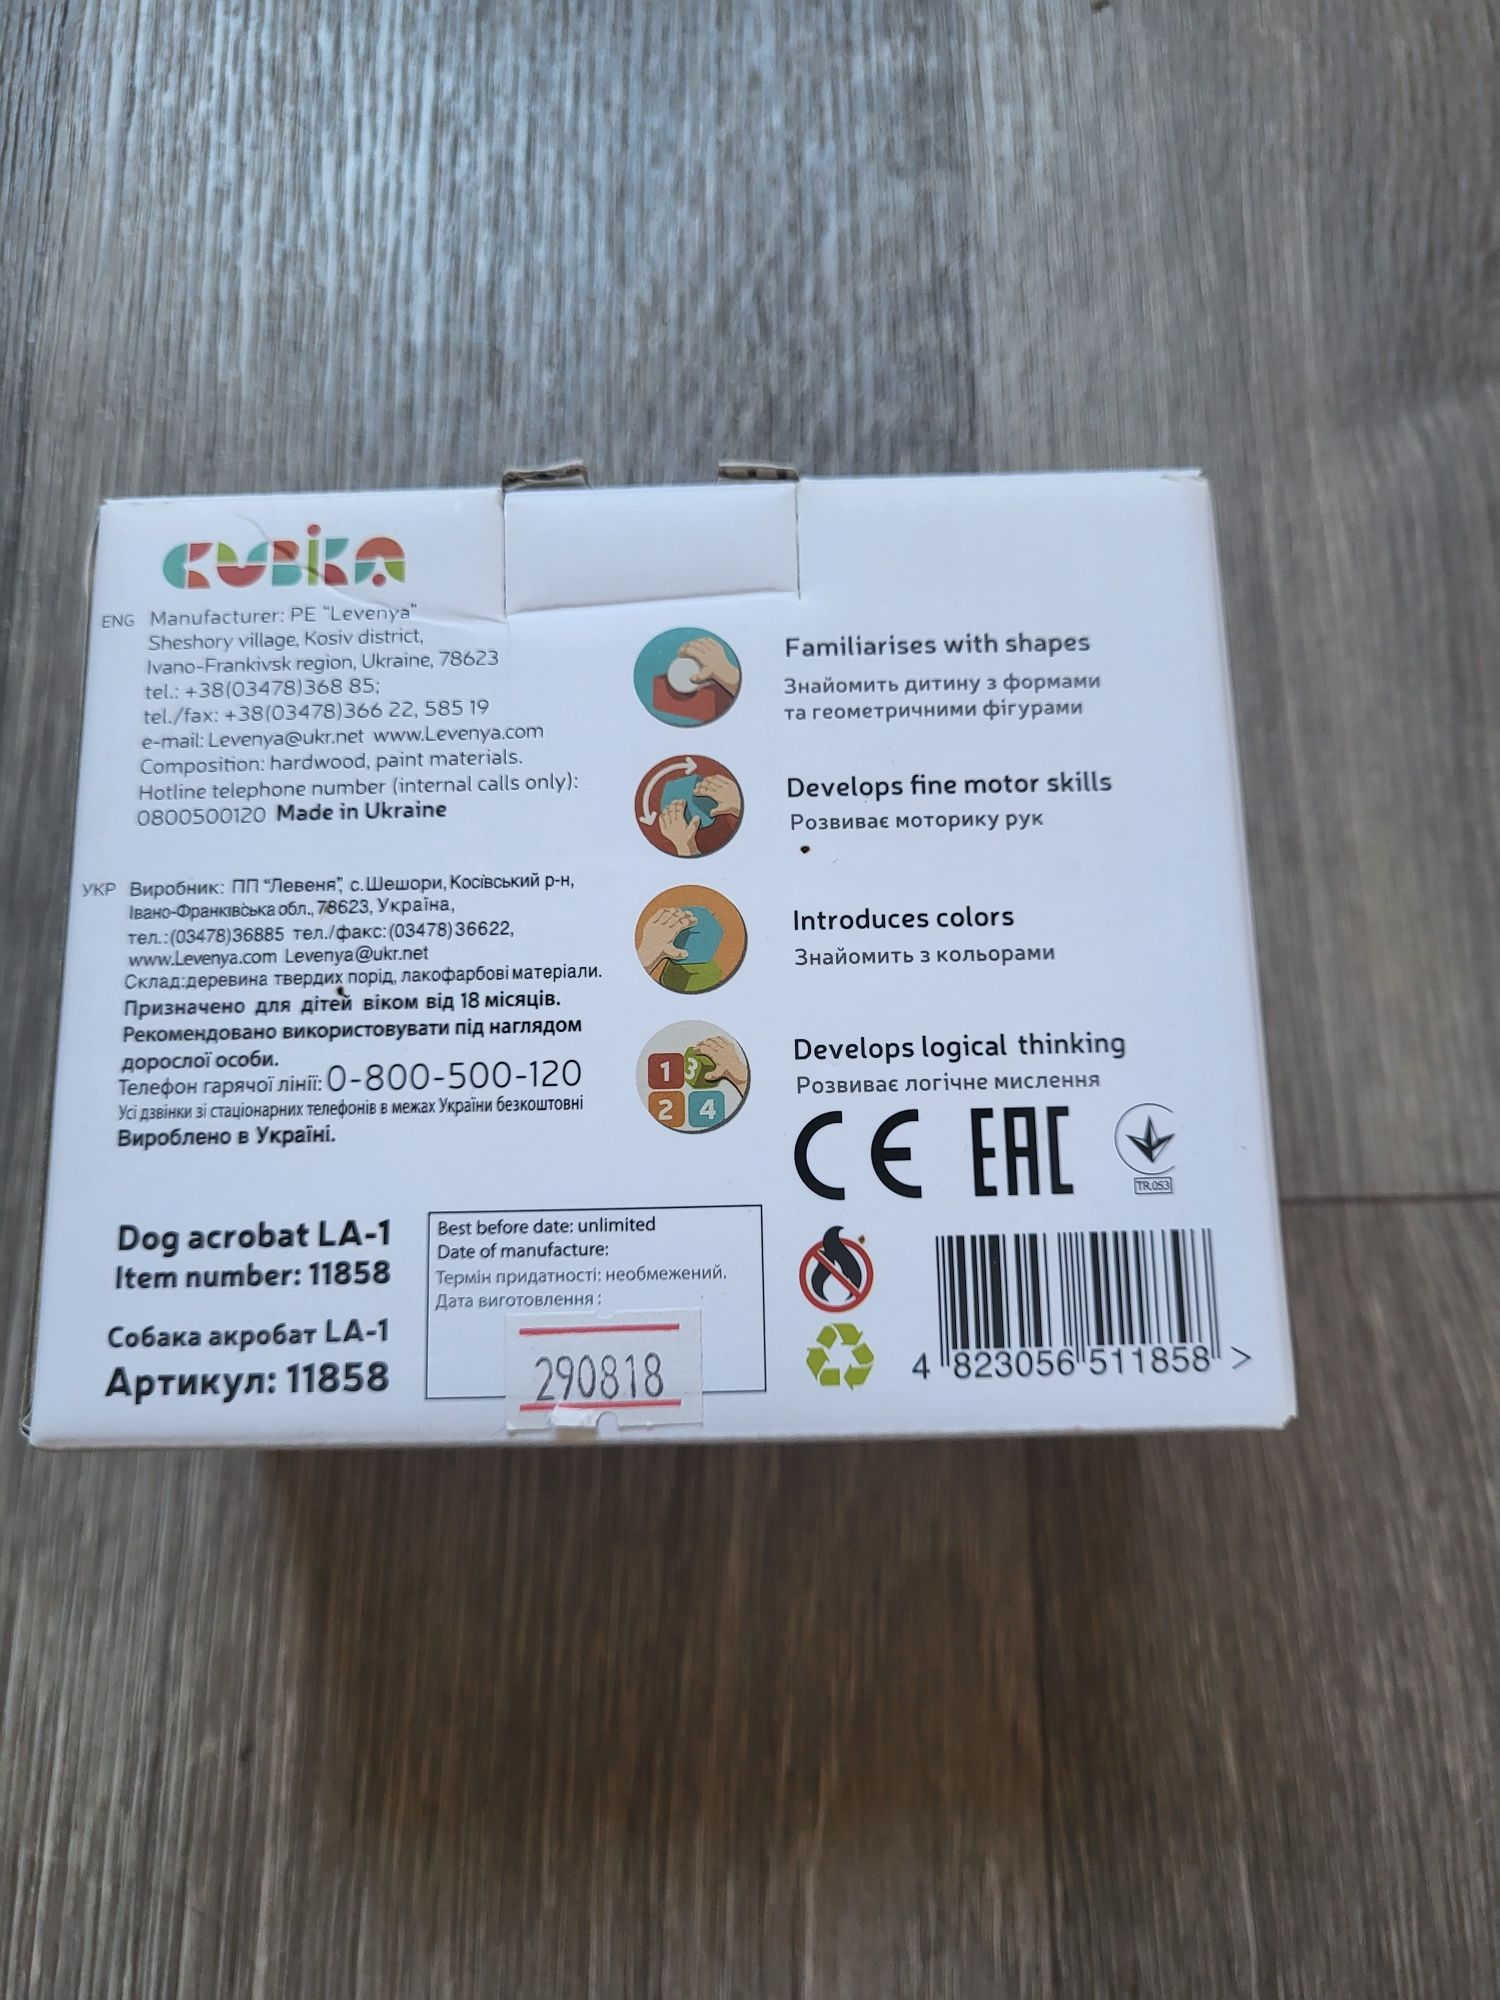 CUBIKA
ENG Manufacturer: PE "Levenya"
Sheshory village, Kosiv district,
Ivano-Frankivsk region, Ukraine, 78623
tel.: +38(03478)368 85;
tel./fax: +38(03478)366 22, 585 19
e-mail: Levenya@ukr.net www.Levenya.com
Composition: hardwood, paint materials.
Hotline telephone number (internal calls only):
0800500120 Made in Ukraine
УКР Виробник: ПП "Левеня", с.Шешори, Косівський р-н,
Івано-Франківська обл., 78623, Україна,
тел.:(03478)36885 тел./факс:(03478)36622,
www.Levenya.com Levenya@ukr.net
Склад:деревина твердих порід, лакофарбові матеріали.
Призначено для дітей віком від 18 місяців.
Рекомендовано використовувати під наглядом
дорослої особи.
Телефон гарячої лінії: 0-800-500-120
Усі дзвінки зі стаціонарних телефонів в межах України безкоштовні
Вироблено в Україні.
Dog acrobat LA-1
Item number: 11858
Собака акробат LA-1
Артикул: 11858
Best before date: unlimited
Date of manufacture:
Термін придатності: необмежений.
Дата виготовлення :
290818
Familiarises with shapes
Знайомить дитину з формами
та геометричними фігурами
Develops fine motor skills
Розвиває моторику рук
Introduces colors
Знайомить з кольорами
1 3
2 4
Develops logical thinking
Розвиває логічне мислення
CE EAC
TR.053
4 823056 511858 >